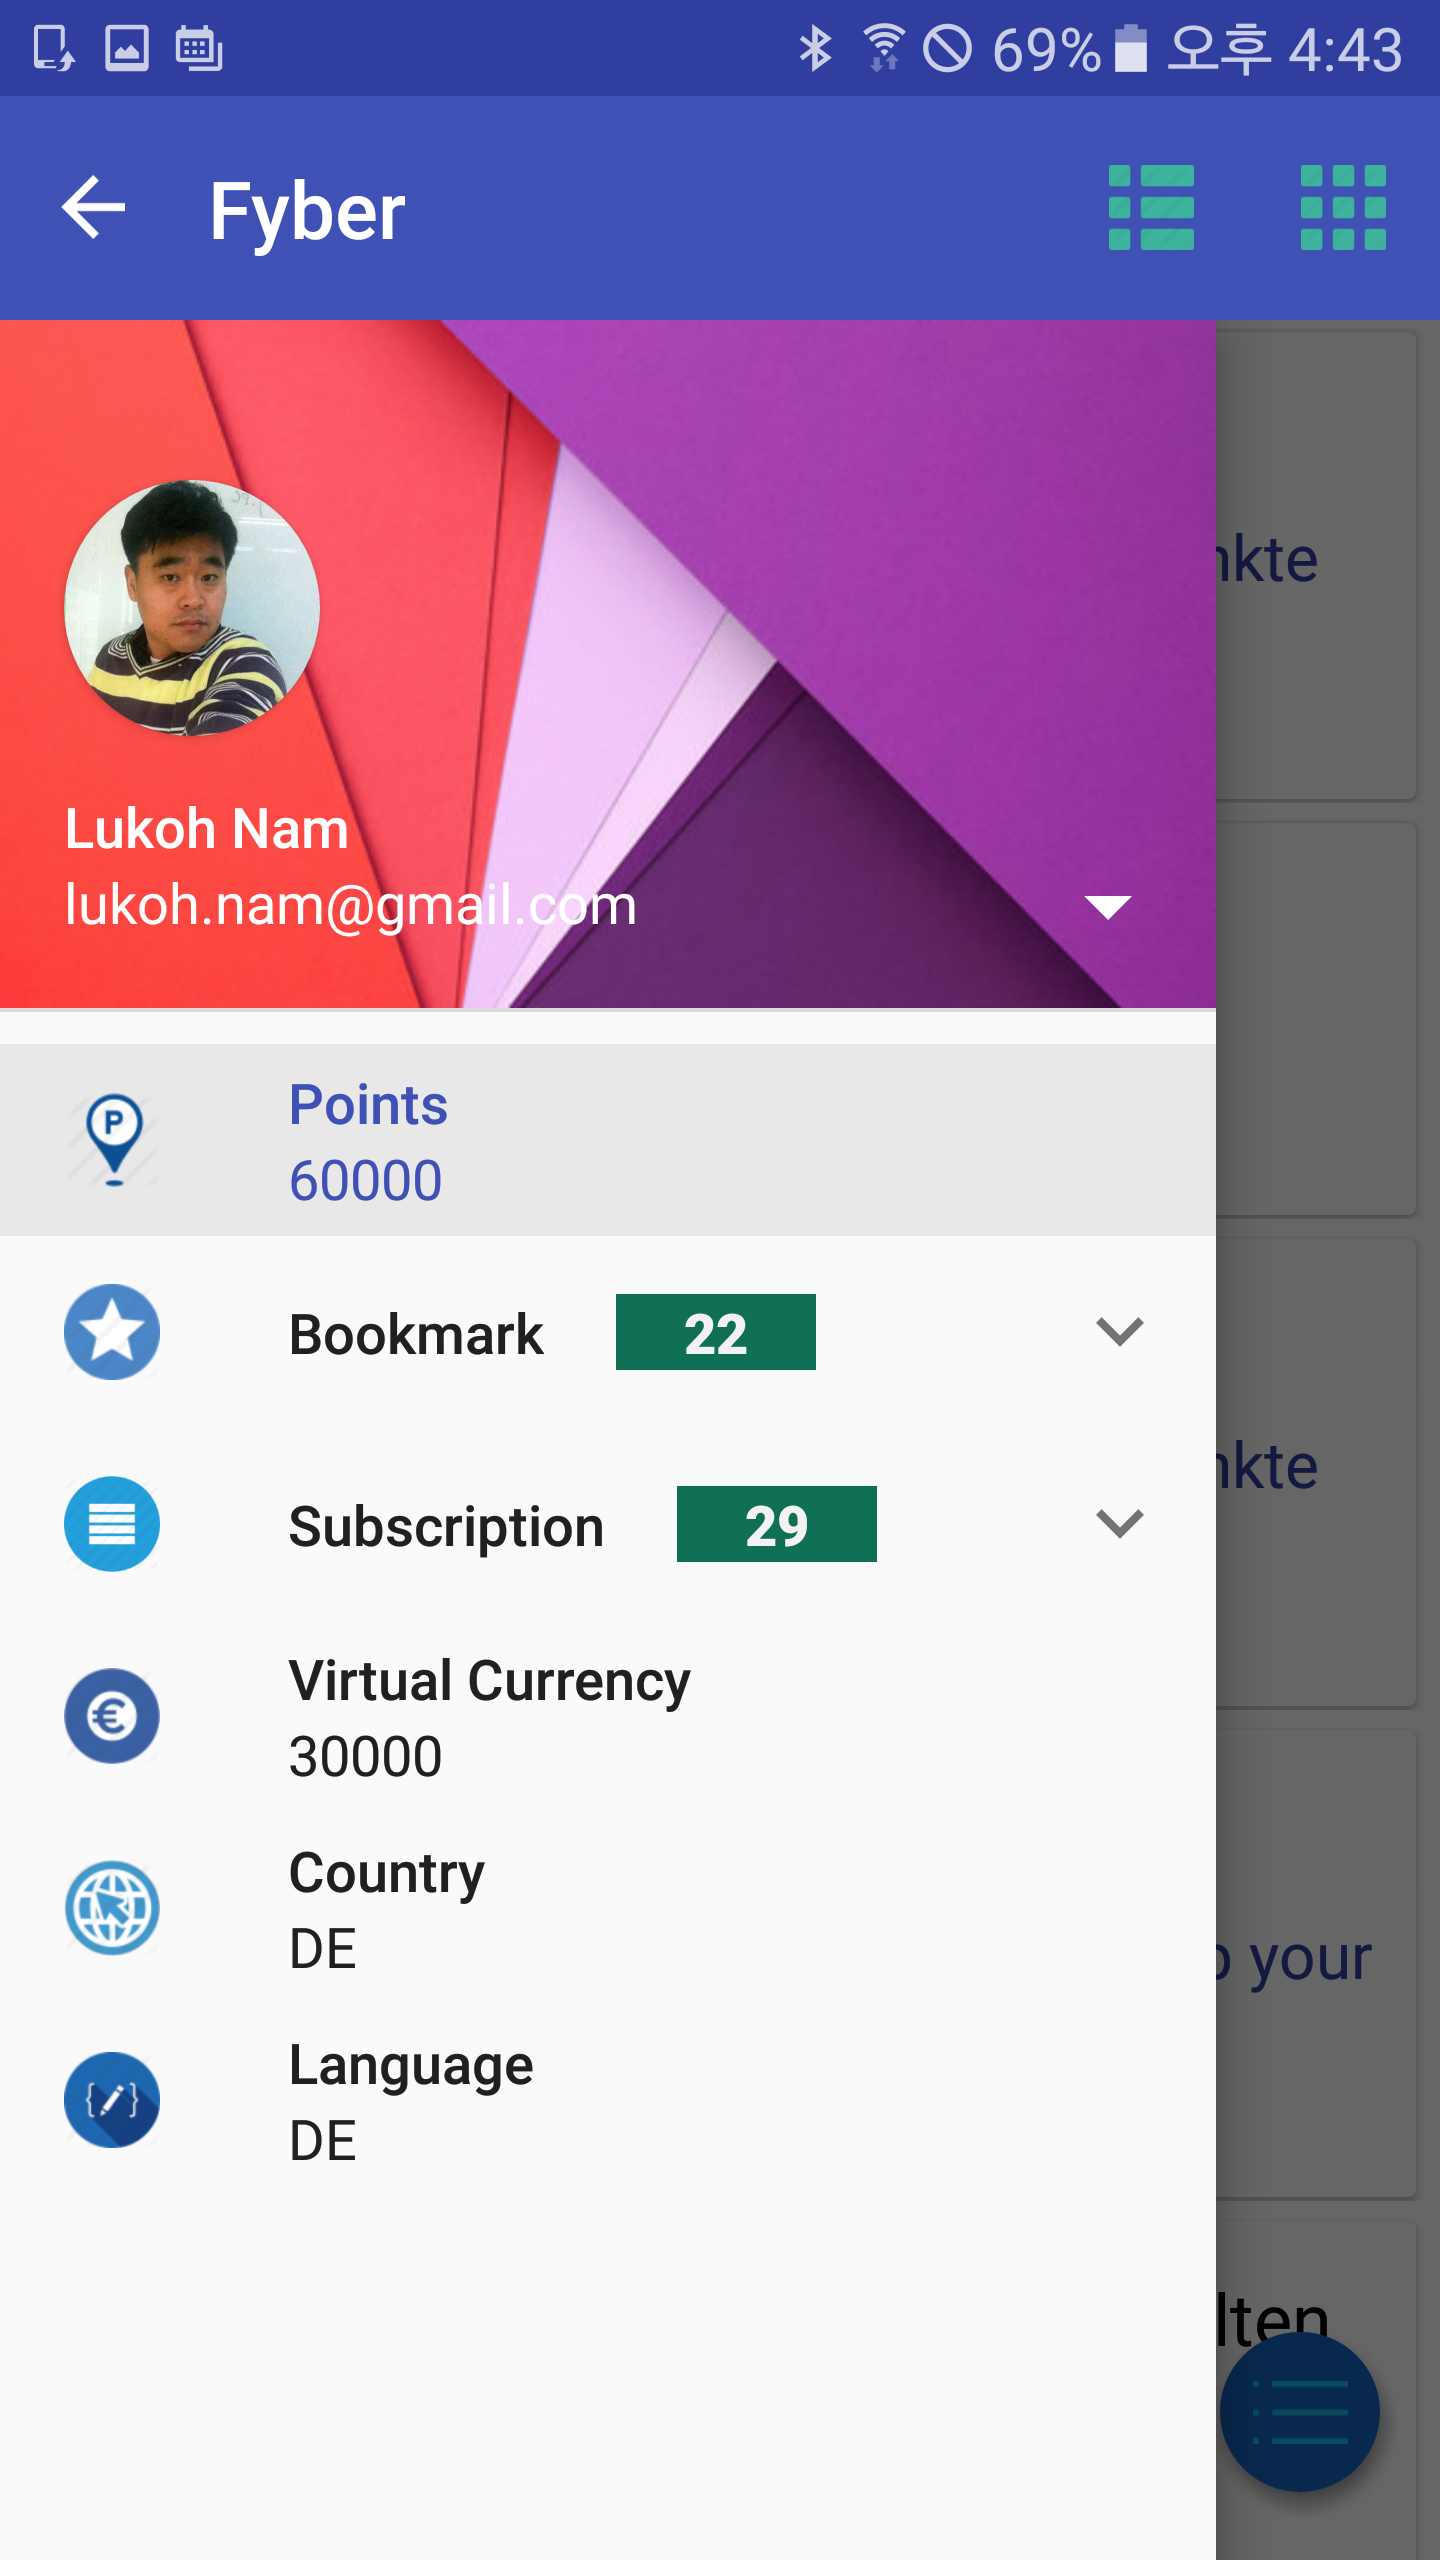 69% 오후 4:43
Fyber
nkte
Lukoh Nam
lukoh.nam@gmail.com
P
Points
60000
Bookmark 22
nkte
Subscription 29
Virtual Currency
€
30000
Country
your
DE
Language
DE
lten